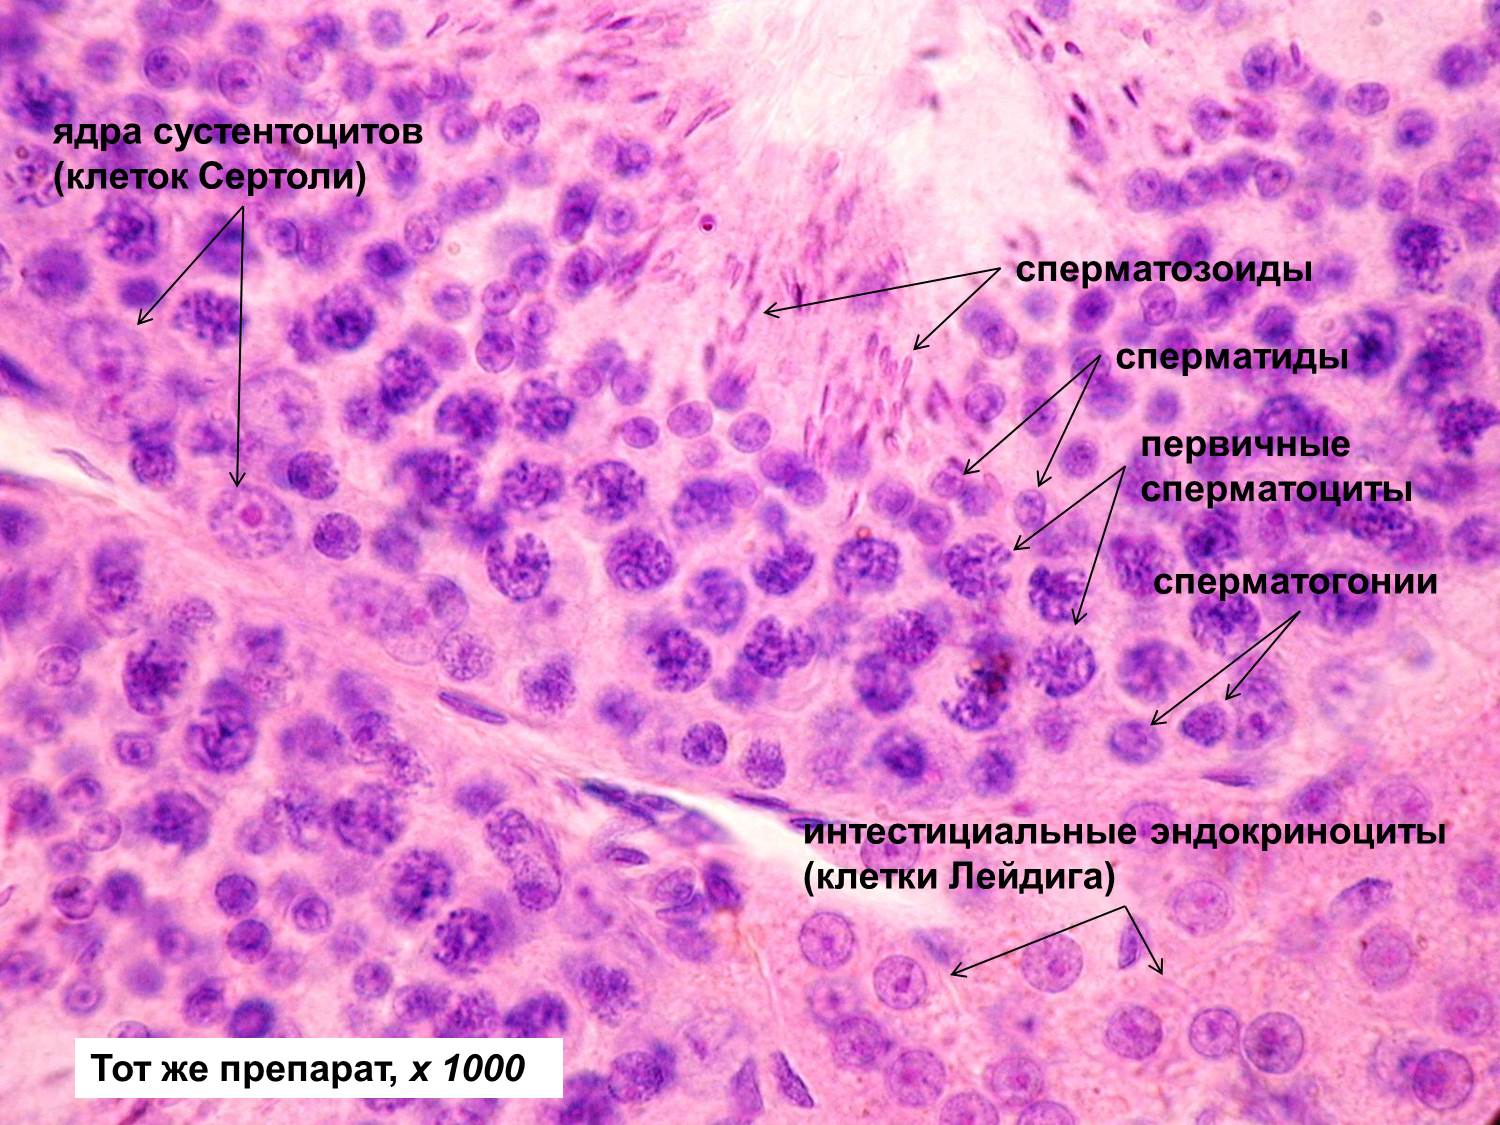 ядра сустентоцитов
(клеток Сертоли)
сперматозоиды
сперматиды
первичные
сперматоциты
сперматогонии
интестициальные эндокриноциты
(клетки Лейдига)
Тот же препарат, х 1000